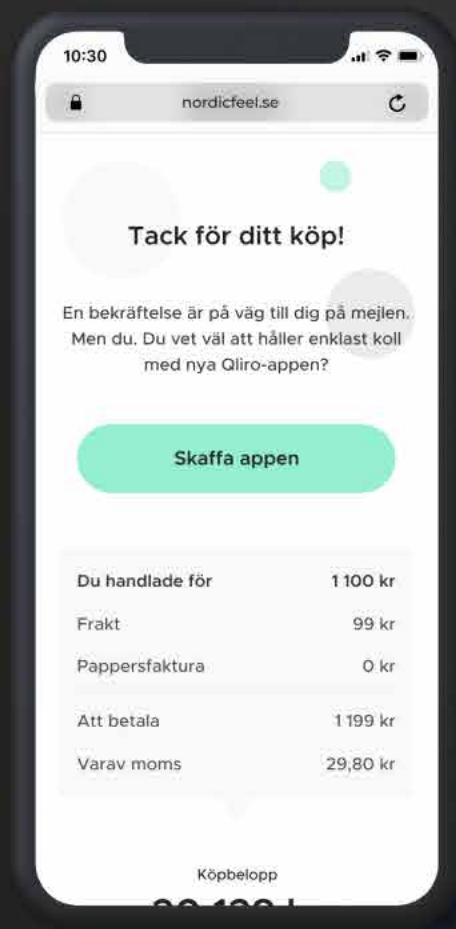 10:30
nordicfeel.se
Tack för ditt köp!
En bekräftelse är på väg till dig på mejlen.
Men du. Du vet väl att håller enklast koll
med nya Qliro-appen?
Skaffa appen
Du handlade för 1 100 kr
Frakt 99 kr
Pappersfaktura 0 kr
Att betala 1 199 kr
Varav moms 29,80 kr
Köpbelopp